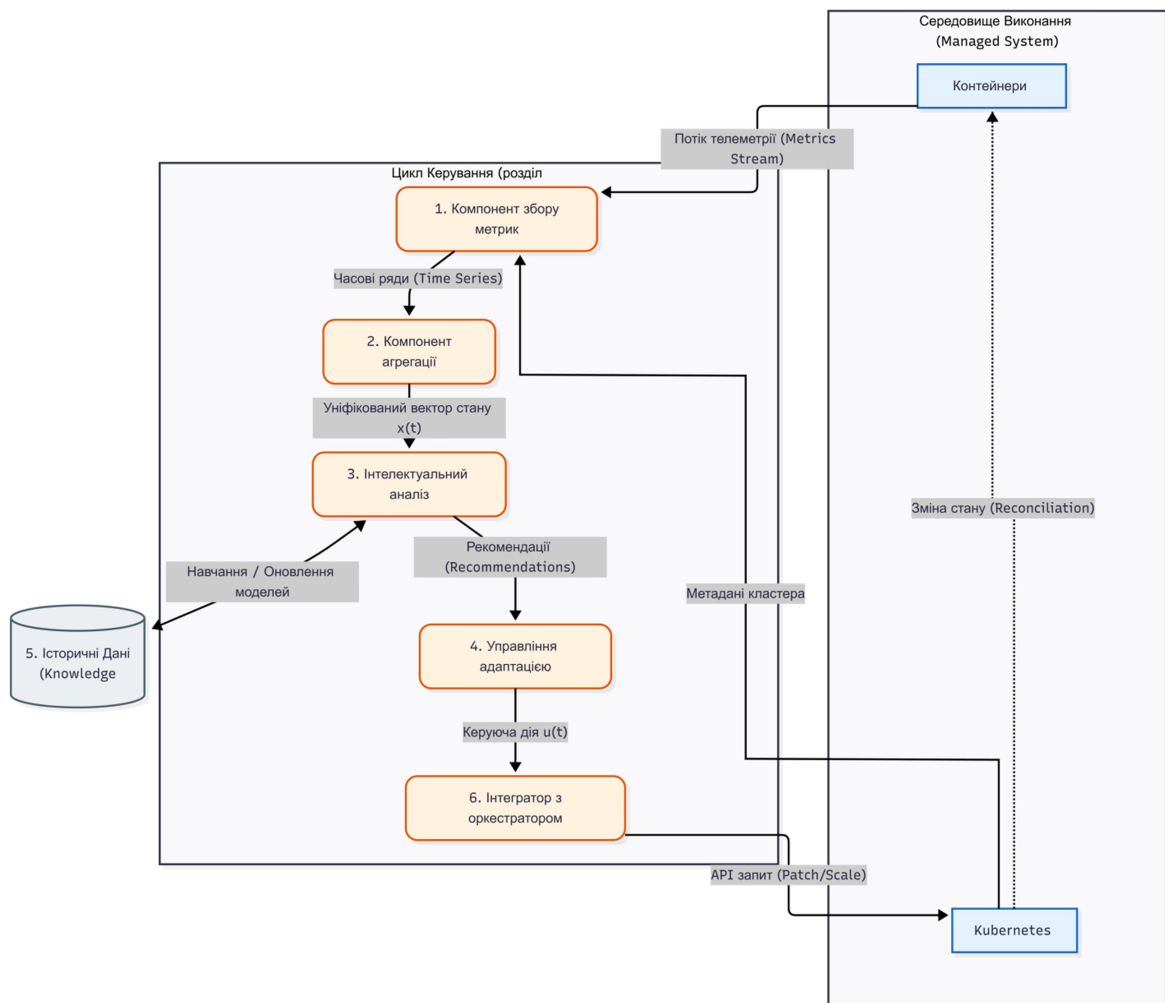 Середовище Виконання
(Managed System)
Контейнери
Потік телеметрії (Metrics
Stream)
Цикл Керування (розділ
1. Компонент збору
метрик
Часові ряди (Time Series)
2. Компонент
агрегації
Уніфікований вектор стану
x(t)
3. Інтелектуальний
аналіз
Зміна стану (Reconciliation)
Рекомендації
(Recommendations)
Навчання / Оновлення
моделей
Метадані кластера
5. Історичні Дані
(Knowledge
4. Управління
адаптацією
Керуюча дія u(t)
6. Інтегратор з
оркестратором
API запит (Patch/Scale)
Kubernetes